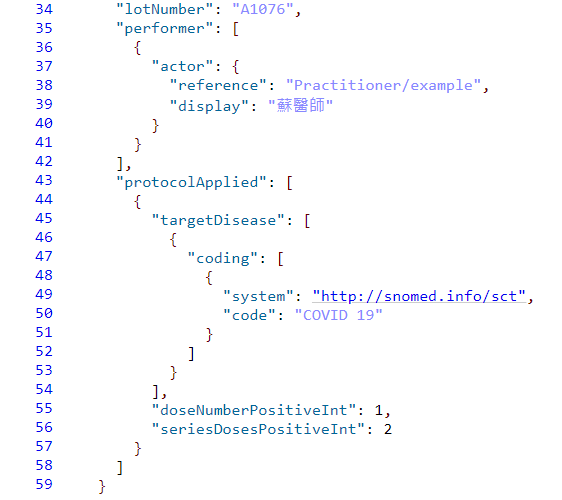 34 "lotNumber": "A1076",
35 "performer": [
36 {
37 "actor": {
38 "reference": "Practitioner/example",
39 "display": "蘇醫師"
40 }
41 }
42 ],
43 "protocolApplied": [
44 {
45 "targetDisease": [
46 {
47 "coding": [
48 {
49 "system": "http://snomed.info/sct",
50 "code": "COVID 19"
51 }
52 ]
53 }
54 ],
55 "doseNumberPositiveInt": 1,
56 "seriesDosesPositiveInt": 2
57 }
58 ]
59 }